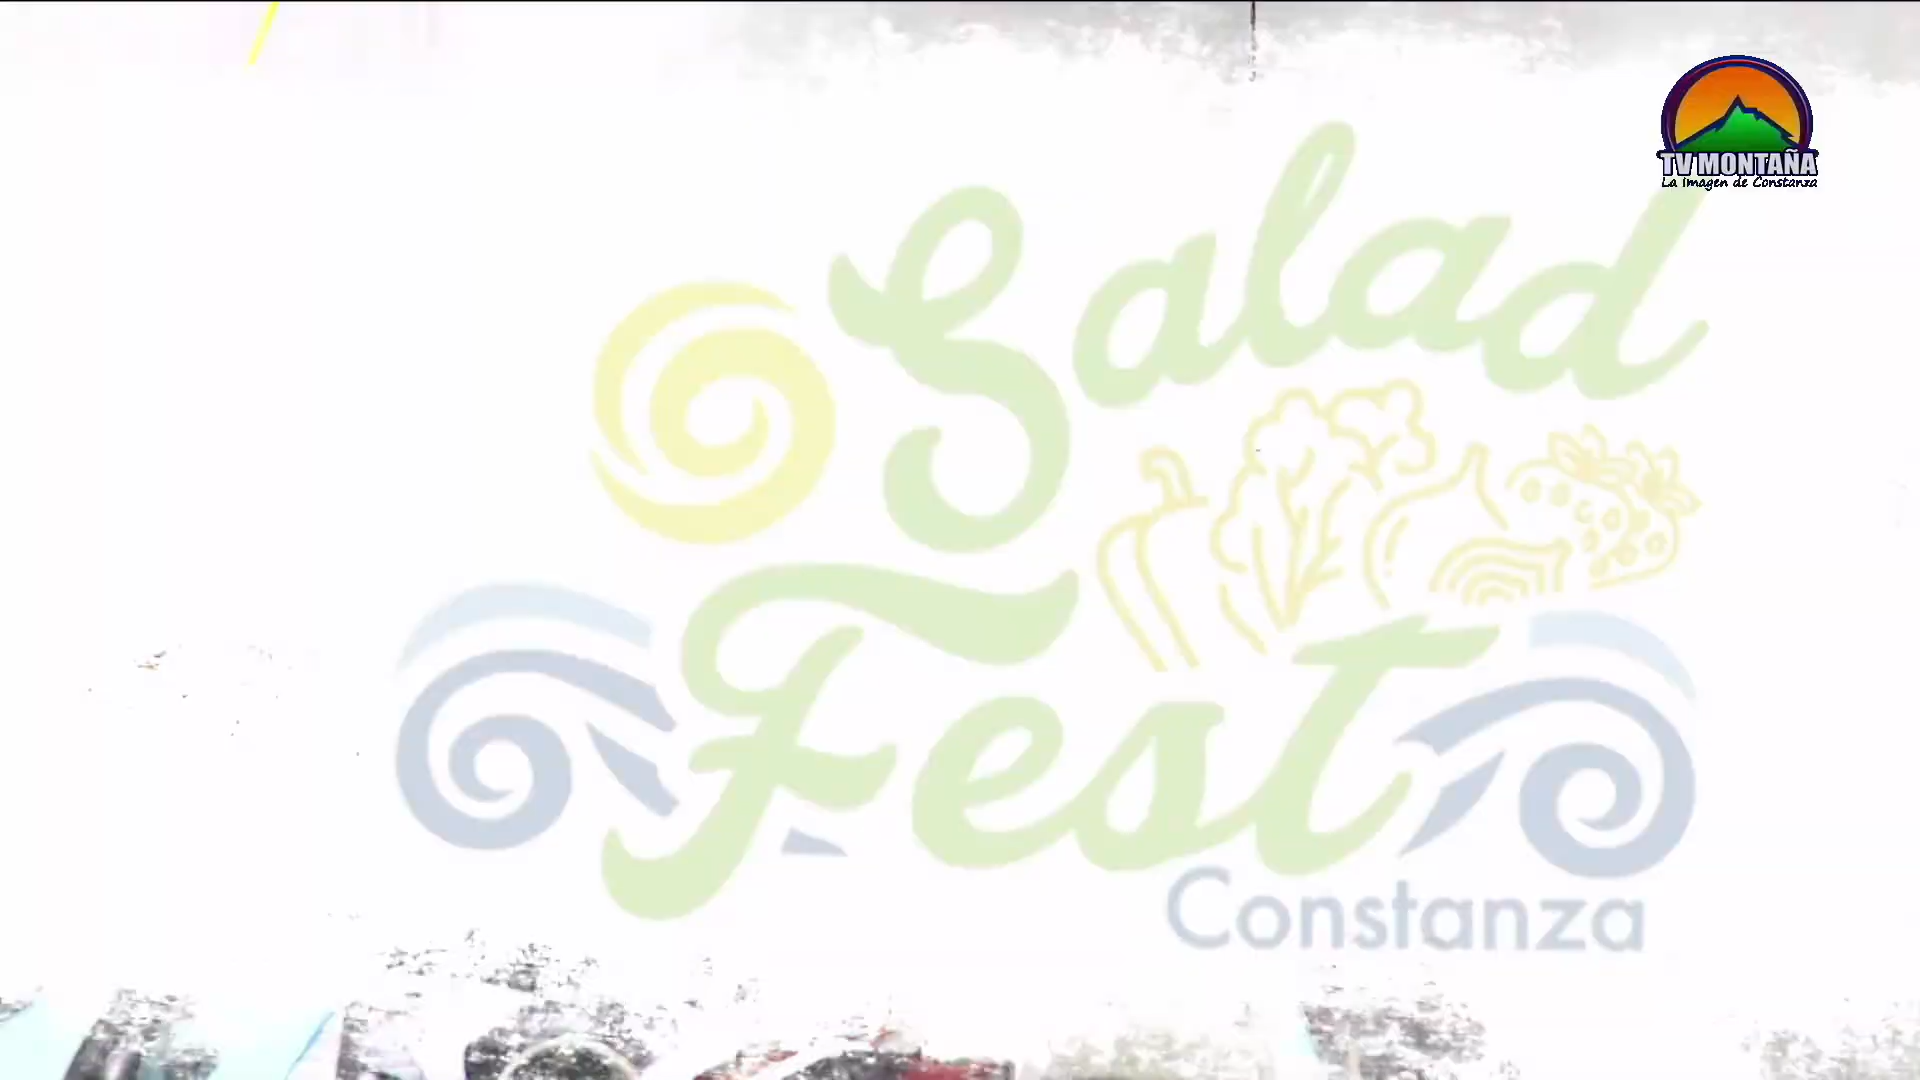 TV MONTAÑA
La Imagen de Constanza
Salad
Fest
Constanza